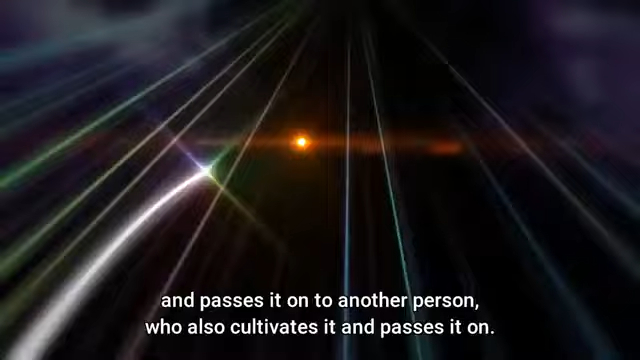 and passes it on to another person,
who also cultivates it and passes it on.